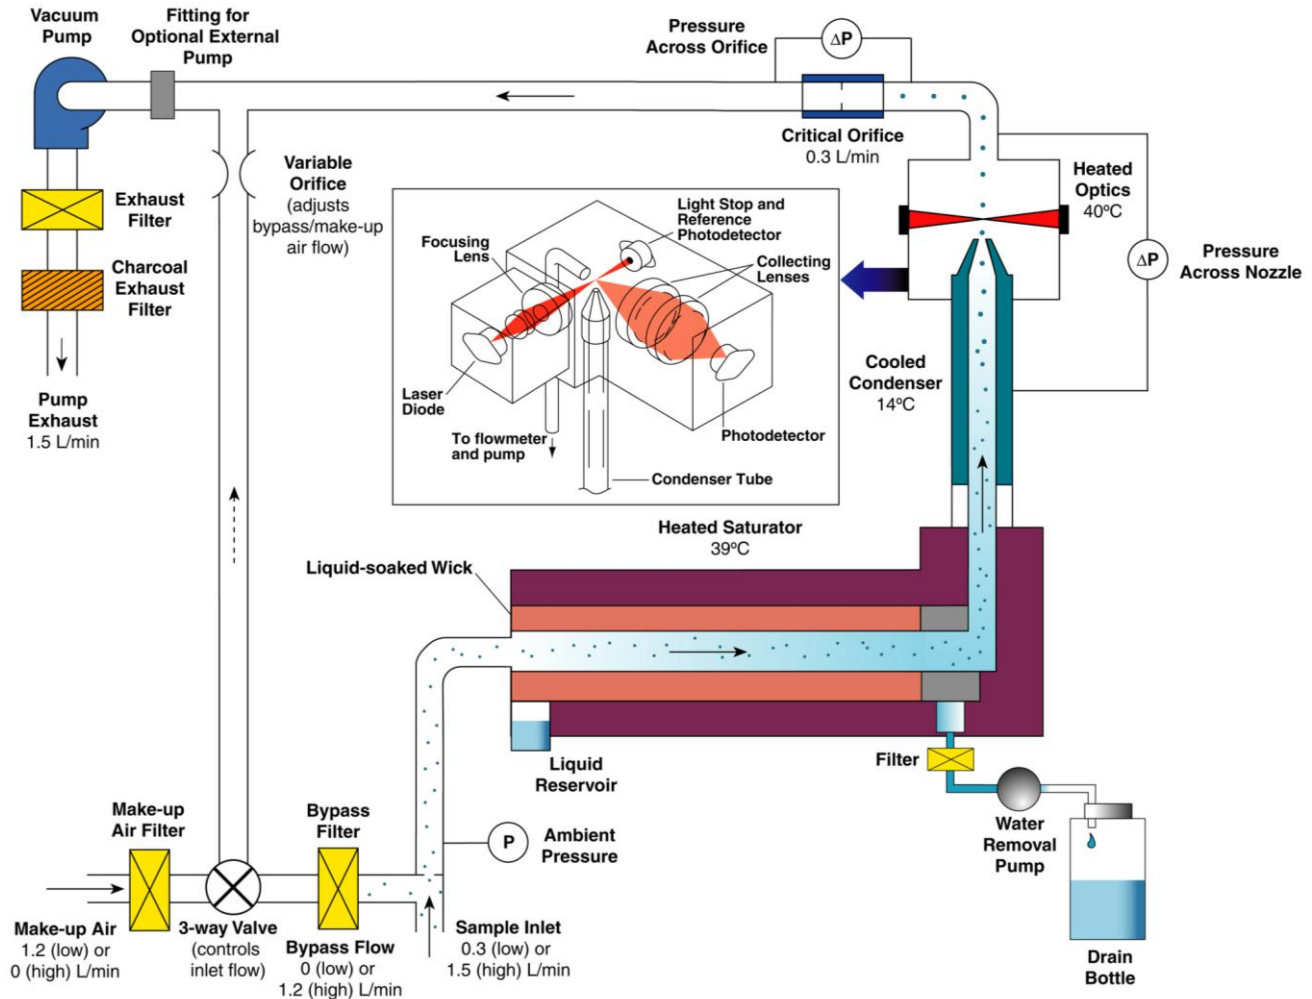 Vacuum
Pump
Fitting for
Optional External
Pump
Pressure
Across Orifice
ΔP
Critical Orifice
0.3 L/min
Variable
Orifice
(adjusts
bypass/make-up
air flow)
Exhaust
Filter
Charcoal
Exhaust
Filter
Pump
Exhaust
1.5 L/min
Light Stop and
Reference
Photodetector
Focusing
Lens
Collecting
Lenses
Laser
Diode
To flowmeter
and pump
Photodetector
Condenser Tube
Heated
Optics
40ºC
ΔP
Pressure
Across Nozzle
Cooled
Condenser
14ºC
Heated Saturator
39ºC
Liquid-soaked Wick
Liquid
Reservoir
Filter
Water
Removal
Pump
Drain
Bottle
P
Ambient
Pressure
Make-up
Air Filter
Bypass
Filter
Make-up Air
1.2 (low) or
0 (high) L/min
3-way Valve
(controls
inlet flow)
Bypass Flow
0 (low) or
1.2 (high) L/min
Sample Inlet
0.3 (low) or
1.5 (high) L/min